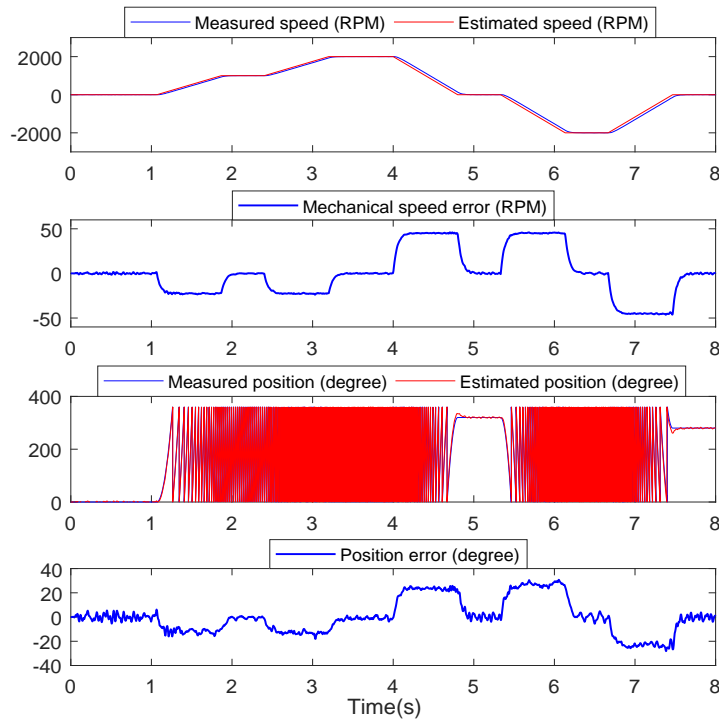 Measured speed (RPM) Estimated speed (RPM)
2000
0
-2000
0 1 2 3 4 5 6 7 8
Mechanical speed error (RPM)
50
0
-50
0 1 2 3 4 5 6 7 8
Measured position (degree) Estimated position (degree)
400
200
0
0 1 2 3 4 5 6 7 8
Position error (degree)
40
20
0
-20
-40
0 1 2 3 4 5 6 7 8
Time(s)